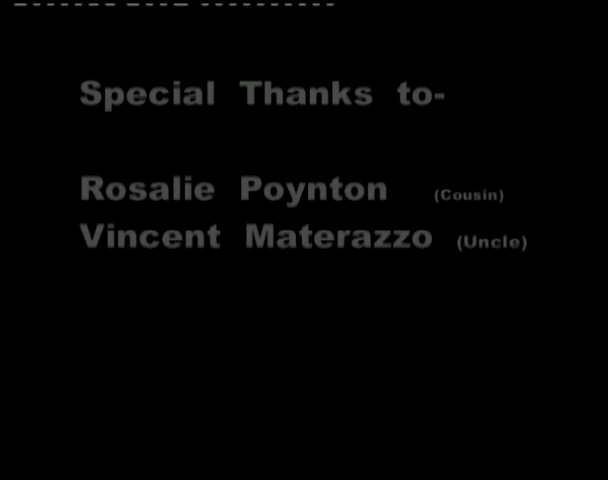 Special Thanks to-
Rosalie Poynton (Cousin)
Vincent Materazzo (Uncle)